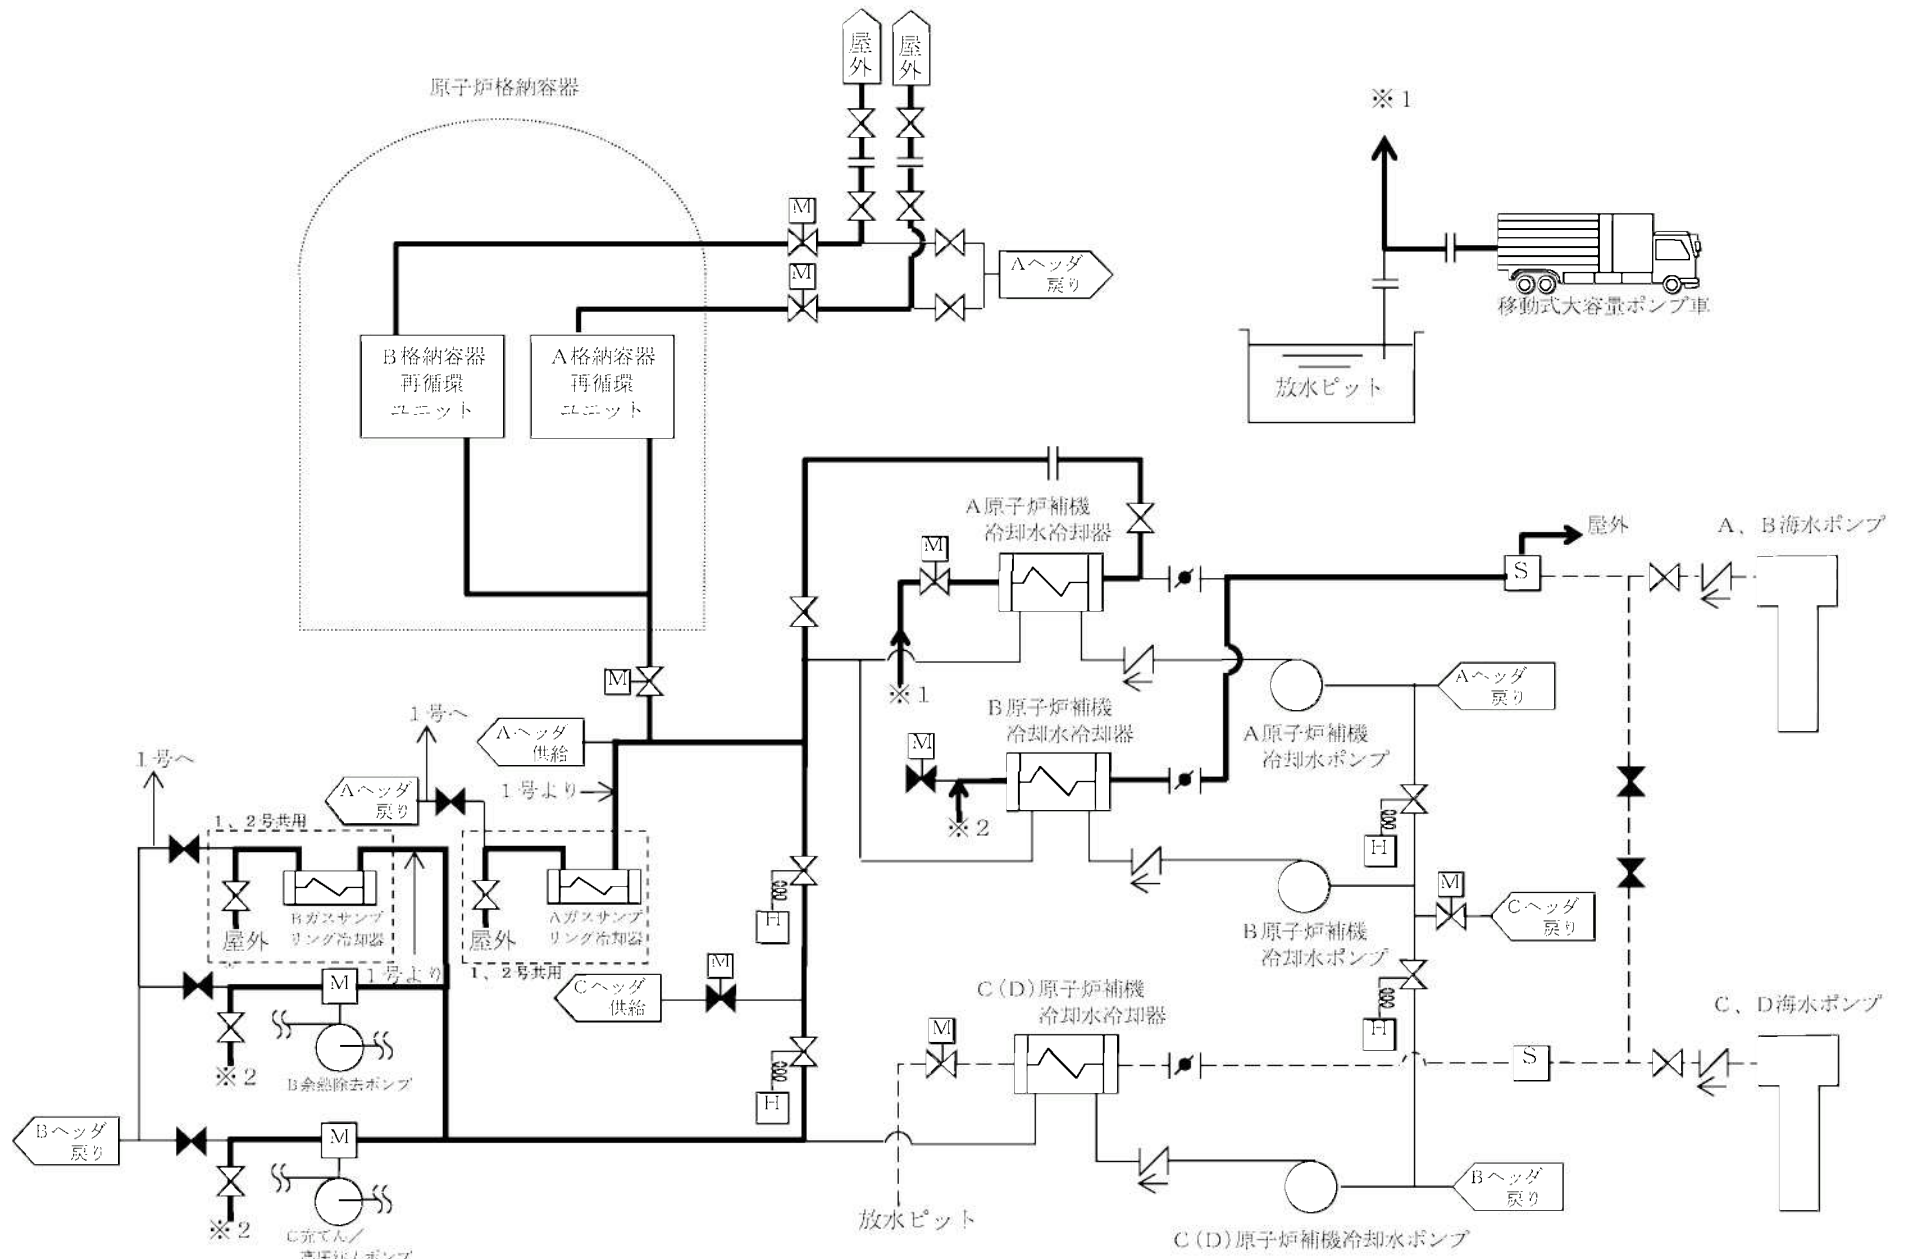 屋外
屋外
原子炉格納容器
※1
M
M
Aヘッダ
戻り
移動式大容量ポンプ車
放水ピット
B格納容器
再循環
ユニット
A格納容器
再循環
ユニット
A原子炉補機
冷却水冷却器
M
S
屋外
A、B海水ポンプ
※1
M
Aヘッダ
戻り
B原子炉補機
冷却水冷却器
M
※2
A原子炉補機
冷却水ポンプ
1号へ
Aヘッダ
供給
1号より
1号へ
Aヘッダ
戻り
1、2号共用
Bガスサンプ
リング冷却器
屋外
1号より
Aガスサンプ
リング冷却器
屋外
1、2号共用
H
H
M
Cヘッダ
戻り
B原子炉補機
冷却水ポンプ
M
Cヘッダ
供給
C(D)原子炉補機
冷却水冷却器
M
H
S
C、D海水ポンプ
M
※2
B余熱除去ポンプ
H
Bヘッダ
戻り
M
※2
C充てん／
放水ピット
Bヘッダ
戻り
C(D)原子炉補機冷却水ポンプ